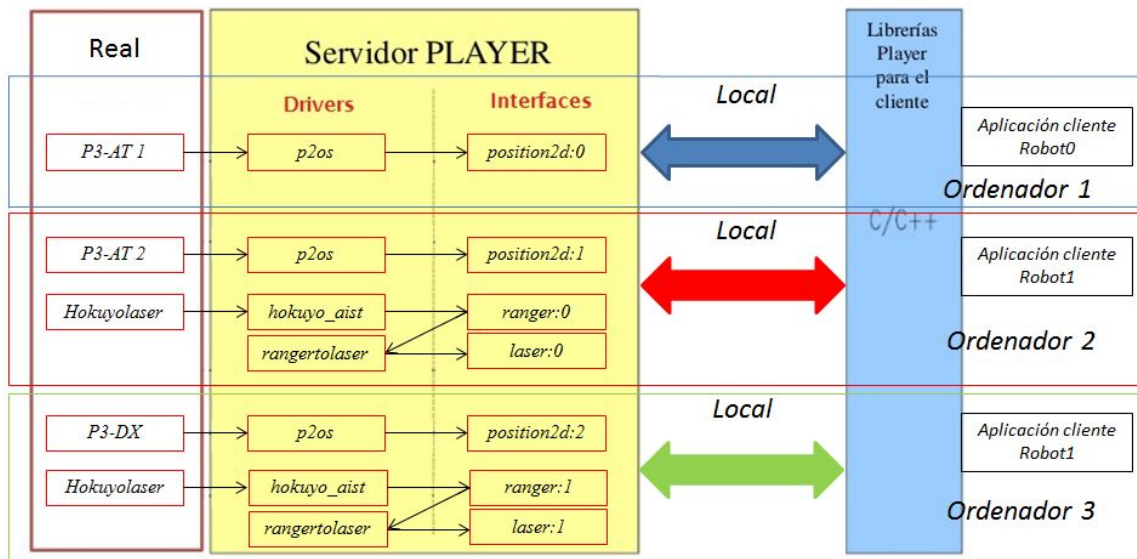 Real
Servidor PLAYER
Librerías
Player
para el
cliente
Drivers
Interfaces
Local
P3-AT 1
p2os
position2d:0
Aplicación cliente
Robot0
Ordenador 1
Local
C/C++
P3-AT 2
p2os
position2d:1
Aplicación cliente
Robot1
Hokuyolaser
hokuyo_aist
ranger:0
rangertolaser
laser:0
Ordenador 2
Local
P3-DX
p2os
position2d:2
Aplicación cliente
Robot1
Hokuyolaser
hokuyo_aist
ranger:1
rangertolaser
laser:1
Ordenador 3